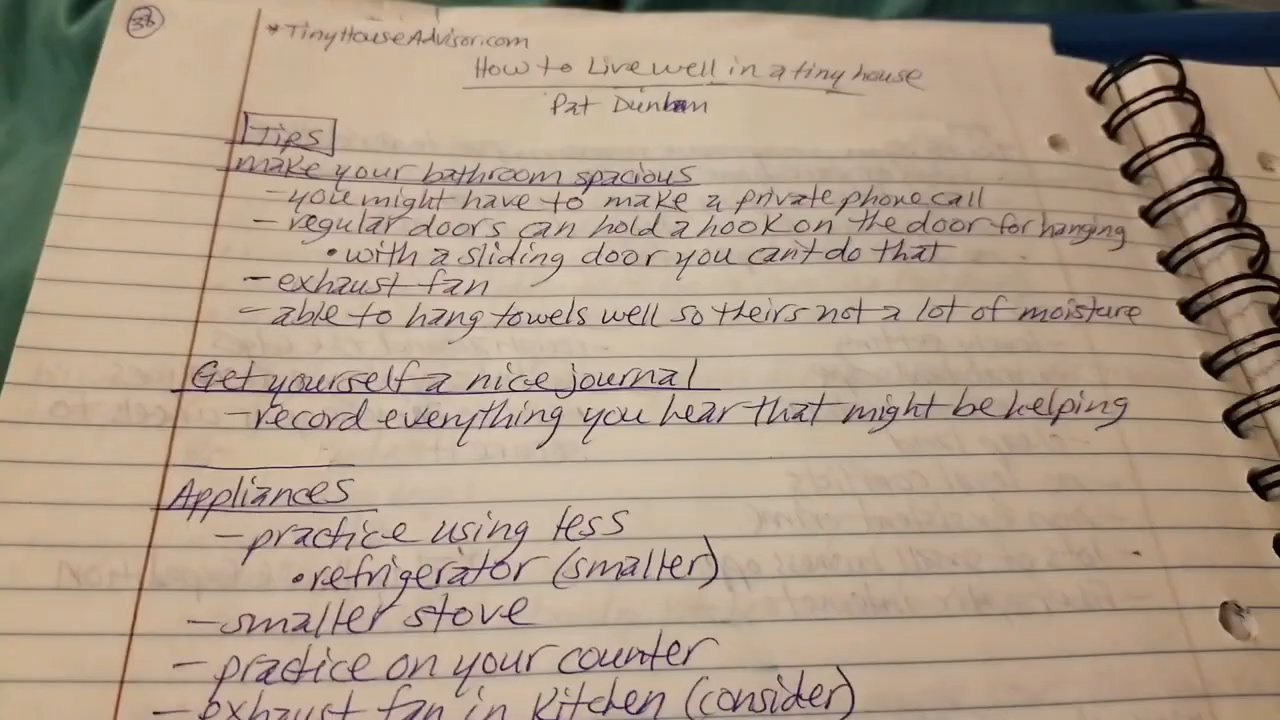 38
*TinyHouseAdvisor.com
How to Live well in a tiny house
Pat Dunham
Tips
make your bathroom spacious
- you might have to make a private phone call
- regular doors can hold a hook on the door for hanging
• with a sliding door you can't do that
- exhaust fan
- able to hang towels well so theirs not a lot of moisture
Get yourself a nice journal
- record everything you hear that might be helping
Appliances
- practice using less
• refrigerator (smaller)
- smaller stove
- practice on your counter
- exhaust fan in Kitchen (consider)